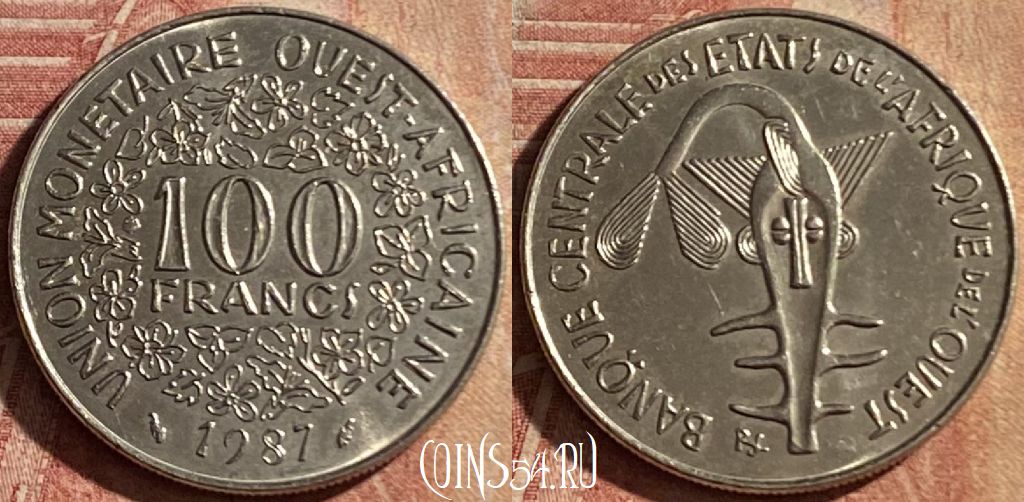 UNION MONETAIRE OUEST-AFRICAINE
100
FRANCS
1987
BANQUE CENTRALE DES ETATS DE L'AFRIQUE DE L'OUEST
COINS54.RU